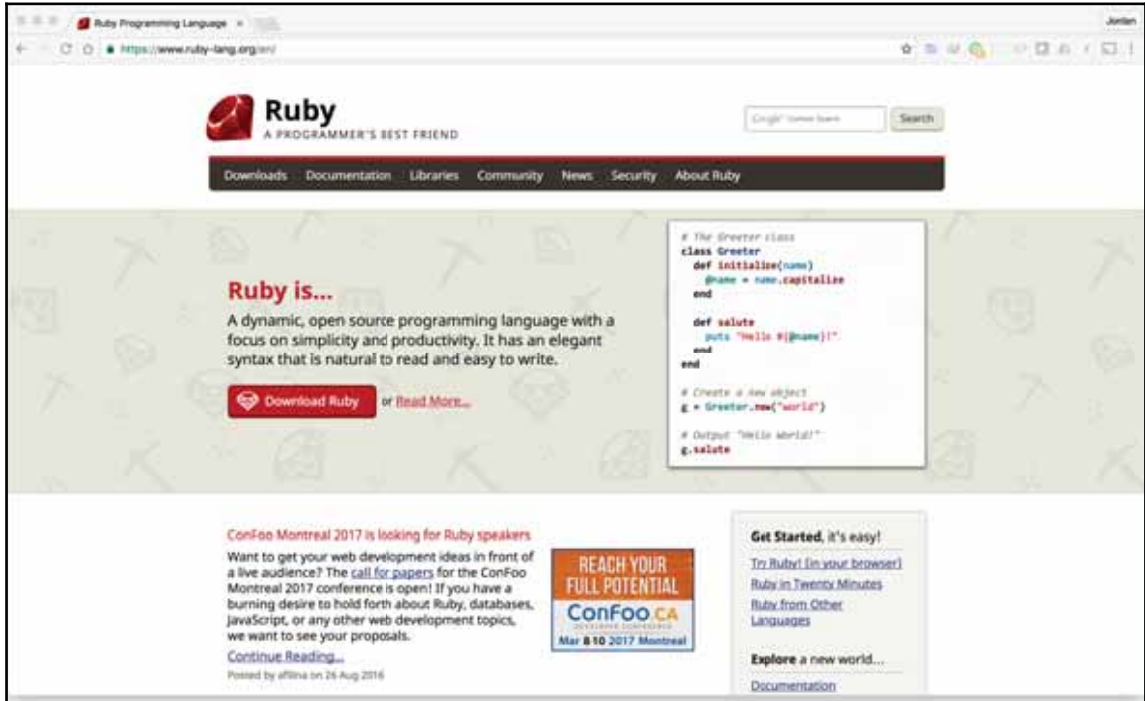 Ruby Programming Language
Jordan
https://www.ruby-lang.org/en/
Ruby
A PROGRAMMER'S BEST FRIEND
Search
Downloads Documentation Libraries Community News Security About Ruby
# The Greeter class
class Greeter
def initialize(name)
@name = name.capitalize
end
def salute
puts "Hello #{@name}!"
end
end
# Create a new object
g = Greeter.new("world")
# Output "Hello World!"
g.salute
Ruby is...
A dynamic, open source programming language with a
focus on simplicity and productivity. It has an elegant
syntax that is natural to read and easy to write.
Download Ruby or Read More...
ConFoo Montreal 2017 is looking for Ruby speakers
Want to get your web development ideas in front of
a live audience? The call for papers for the ConFoo
Montreal 2017 conference is open! If you have a
burning desire to hold forth about Ruby, databases,
JavaScript, or any other web development topics,
we want to see your proposals.
Continue Reading...
Posted by afilina on 26 Aug 2016
REACH YOUR
FULL POTENTIAL
ConFoo.CA
DEVELOPER CONFERENCE
Mar 8-10 2017 Montreal
Get Started, it's easy!
Try Ruby! (in your browser)
Ruby in Twenty Minutes
Ruby from Other
Languages
Explore a new world...
Documentation